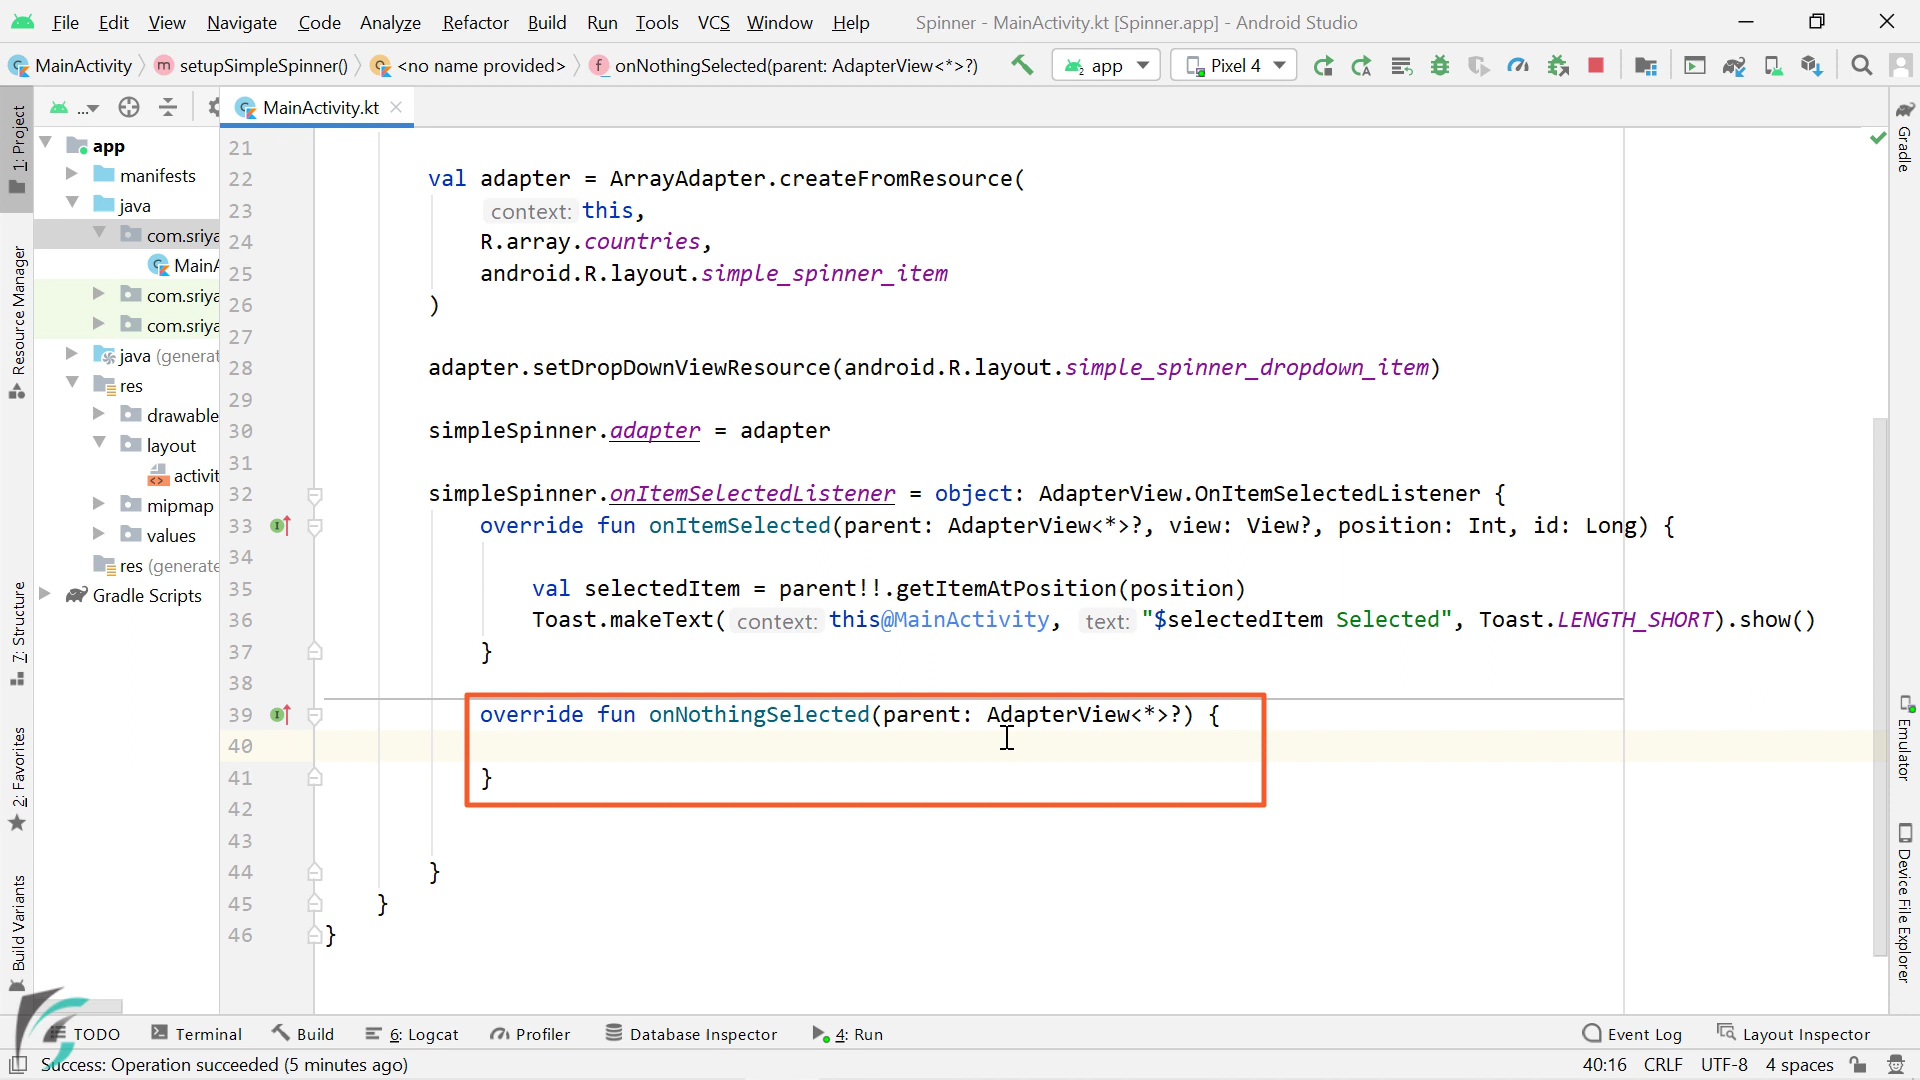 File Edit View Navigate Code Analyze Refactor Build Run Tools VCS Window Help Spinner - MainActivity.kt [Spinner.app] - Android Studio
MainActivity setupSimpleSpinner() <no name provided> onNothingSelected(parent: AdapterView<*>?) app Pixel 4
... MainActivity.kt
1: Project
Resource Manager
7: Structure
2: Favorites
Build Variants
app
manifests
java
com.sriya
MainA
com.sriya
com.sriya
java (generat
res
drawable
layout
activit
mipmap
values
res (generate
Gradle Scripts
21
22 val adapter = ArrayAdapter.createFromResource(
23 context: this,
24 R.array.countries,
25 android.R.layout.simple_spinner_item
26 )
27
28 adapter.setDropDownViewResource(android.R.layout.simple_spinner_dropdown_item)
29
30 simpleSpinner.adapter = adapter
31
32 simpleSpinner.onItemSelectedListener = object: AdapterView.OnItemSelectedListener {
33 override fun onItemSelected(parent: AdapterView<*>?, view: View?, position: Int, id: Long) {
34
35 val selectedItem = parent!!.getItemAtPosition(position)
36 Toast.makeText( context: this@MainActivity, text: "$selectedItem Selected", Toast.LENGTH_SHORT).show()
37 }
38
39 override fun onNothingSelected(parent: AdapterView<*>?) {
40
41 }
42
43
44 }
45 }
46 }
Gradle
Emulator
Device File Explorer
TODO Terminal Build 6: Logcat Profiler Database Inspector 4: Run Event Log Layout Inspector
Success: Operation succeeded (5 minutes ago) 40:16 CRLF UTF-8 4 spaces